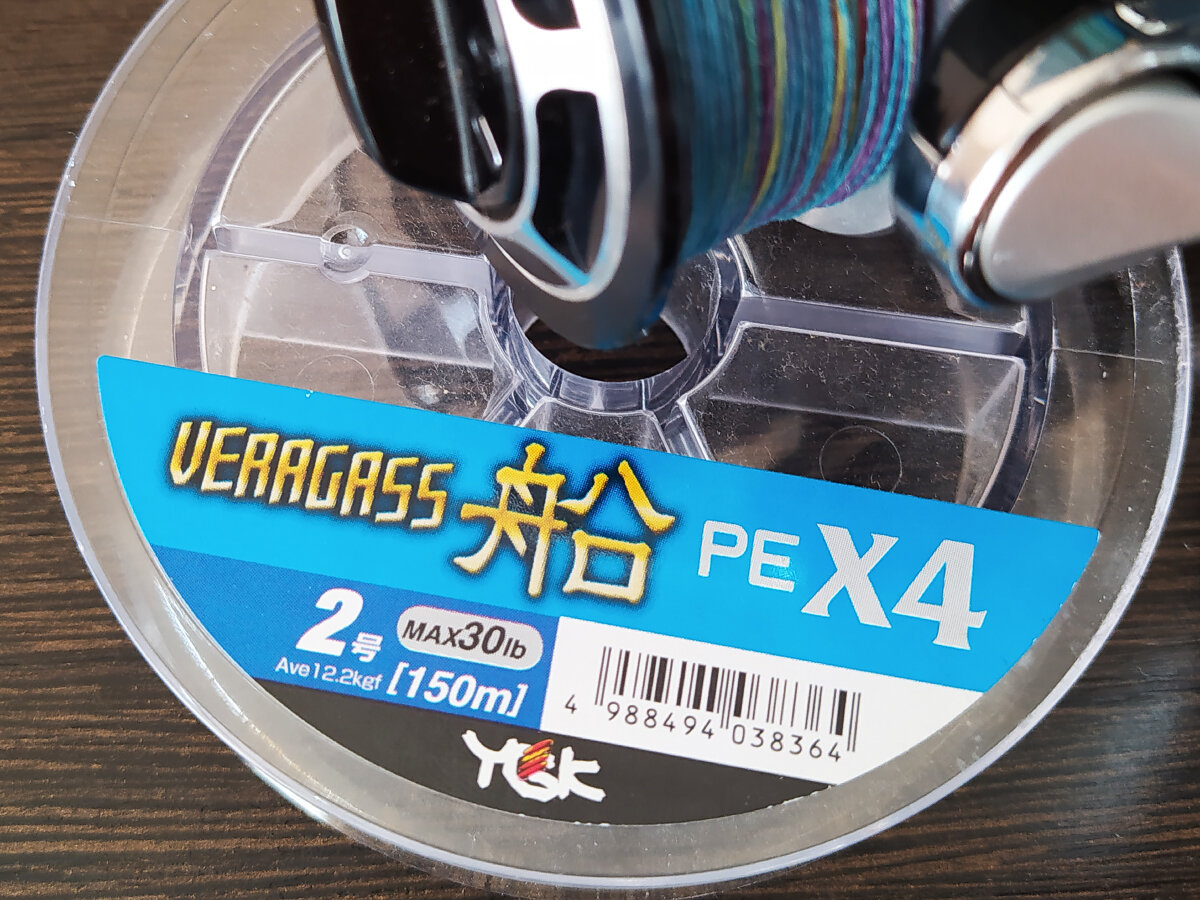 VERAGASS 船 PE X4
2号 MAX30lb
Ave12.2kgf [150m]
4 988494 038364
YGK